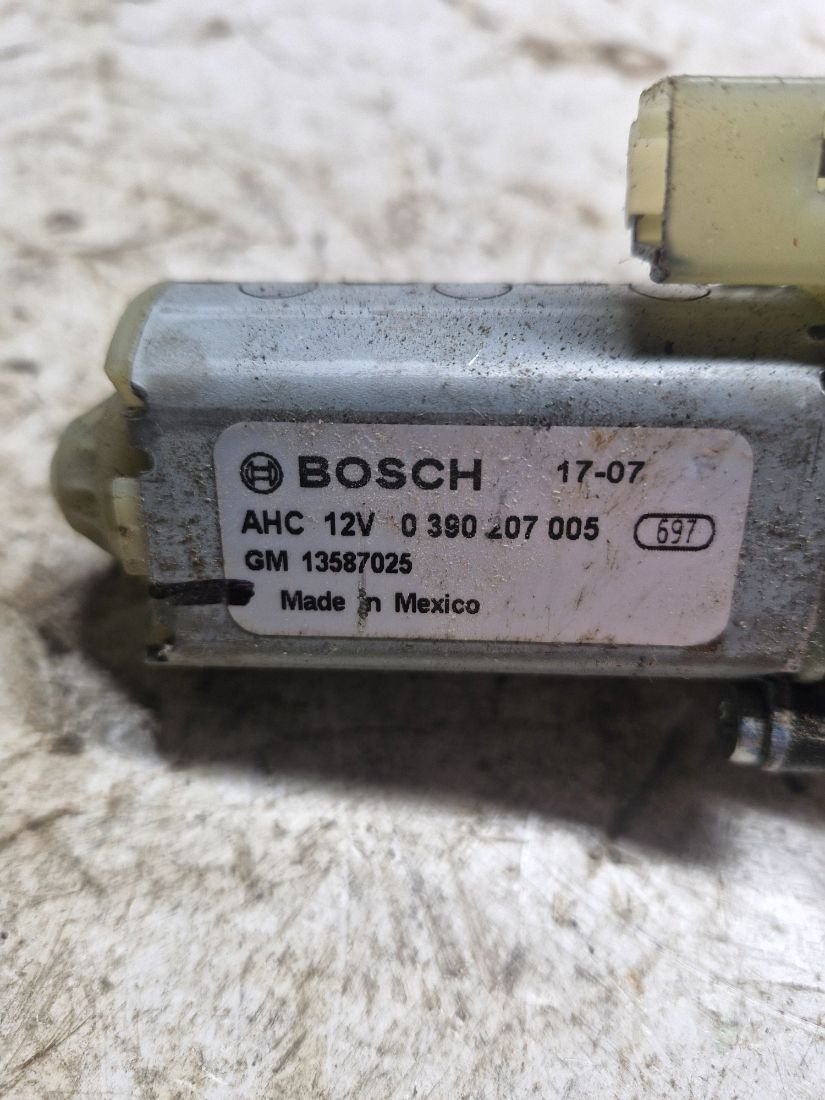 BOSCH 17-07
AHC 12V 0 390 207 005 697
GM 13587025
Made in Mexico